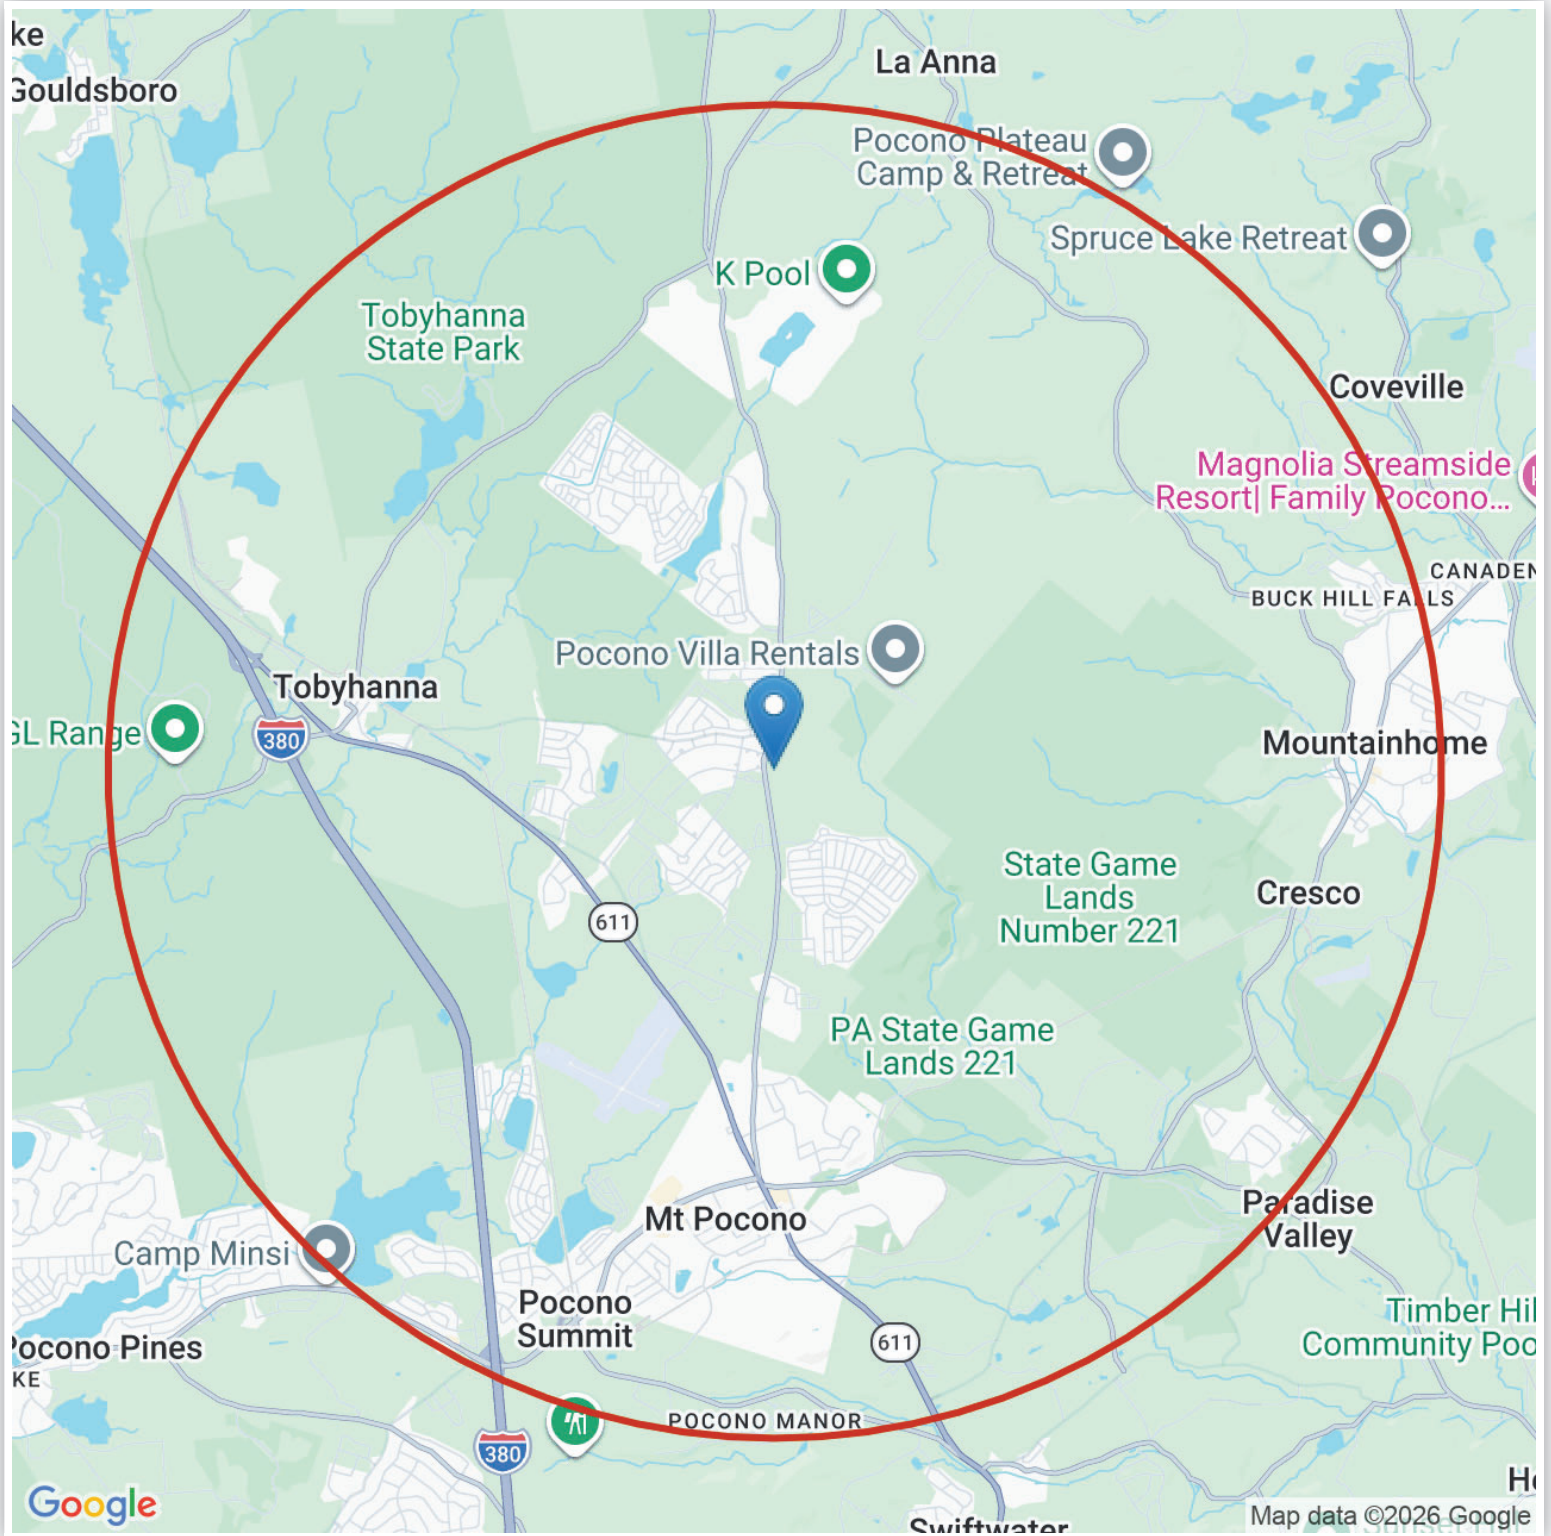 ke
Gouldsboro
La Anna
Pocono Plateau
Camp & Retreat
Spruce Lake Retreat
K Pool
Tobyhanna
State Park
Coveville
Magnolia Streamside
Resort| Family Pocono...
CANADEN
BUCK HILL FALLS
Pocono Villa Rentals
Tobyhanna
GL Range
380
Mountainhome
State Game
Lands
Number 221
Cresco
611
PA State Game
Lands 221
Mt Pocono
Paradise
Valley
Camp Minsi
Pocono
Summit
Timber Hil
Community Poo
Pocono Pines
KE
611
POCONO MANOR
380
Google
Swiftwater
Map data ©2026 Google